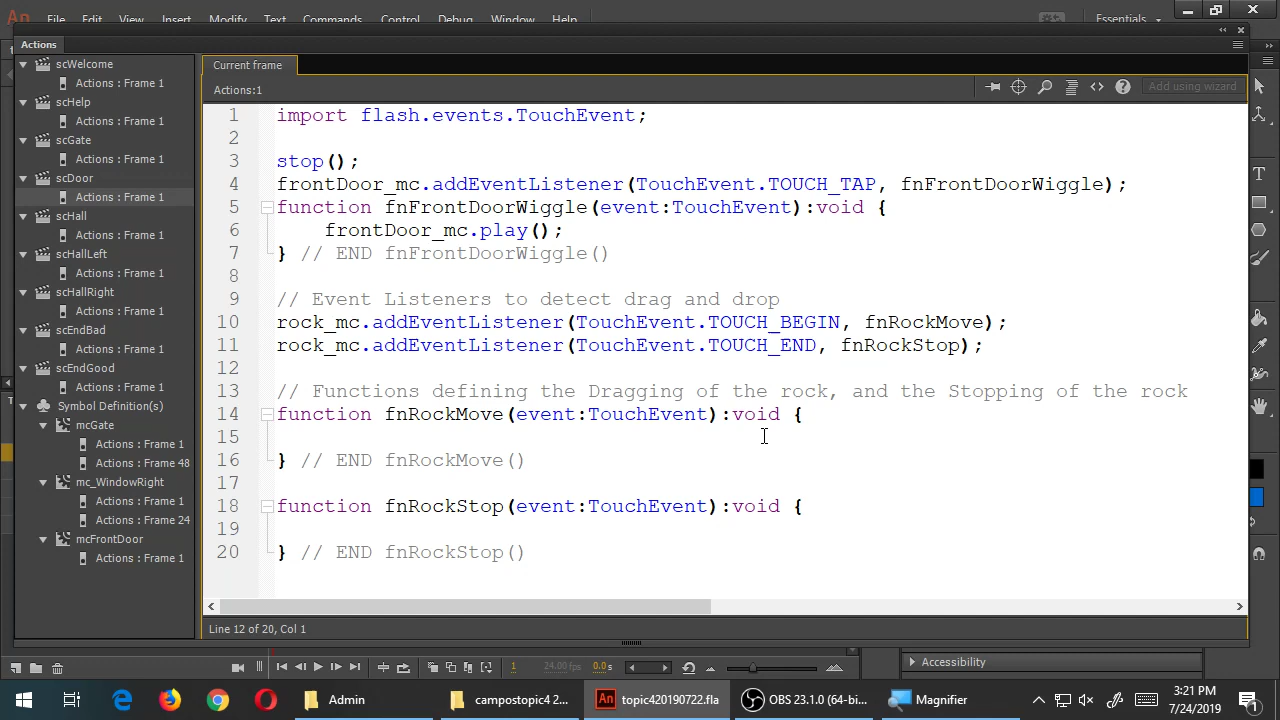 An File Edit View Insert Modify Text Commands Control Debug Window Help Essentials
Actions
Current frame
Actions:1
Add using wizard
scWelcome
Actions : Frame 1
scHelp
Actions : Frame 1
scGate
Actions : Frame 1
scDoor
Actions : Frame 1
scHall
Actions : Frame 1
scHallLeft
Actions : Frame 1
scHallRight
Actions : Frame 1
scEndBad
Actions : Frame 1
scEndGood
Actions : Frame 1
Symbol Definition(s)
mcGate
Actions : Frame 1
Actions : Frame 48
mc_WindowRight
Actions : Frame 1
Actions : Frame 24
mcFrontDoor
Actions : Frame 1
1 import flash.events.TouchEvent;
2
3 stop();
4 frontDoor_mc.addEventListener(TouchEvent.TOUCH_TAP, fnFrontDoorWiggle);
5 function fnFrontDoorWiggle(event:TouchEvent):void {
6 frontDoor_mc.play();
7 } // END fnFrontDoorWiggle()
8
9 // Event Listeners to detect drag and drop
10 rock_mc.addEventListener(TouchEvent.TOUCH_BEGIN, fnRockMove);
11 rock_mc.addEventListener(TouchEvent.TOUCH_END, fnRockStop);
12
13 // Functions defining the Dragging of the rock, and the Stopping of the rock
14 function fnRockMove(event:TouchEvent):void {
15
16 } // END fnRockMove()
17
18 function fnRockStop(event:TouchEvent):void {
19
20 } // END fnRockStop()
Line 12 of 20, Col 1
1 24.00 fps 0.0 s
Accessibility
Admin
campostopic4 2...
An topic420190722.fla
OBS 23.1.0 (64-bi...
Magnifier
3:21 PM
7/24/2019